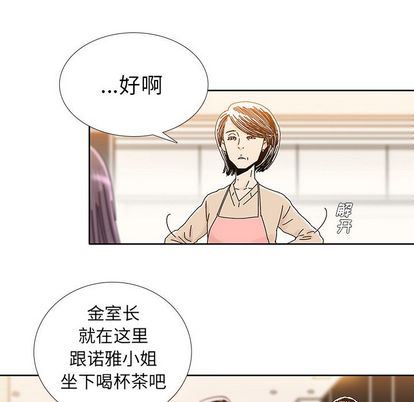 ...好啊
解开
金室长
就在这里
跟诺雅小姐
坐下喝杯茶吧